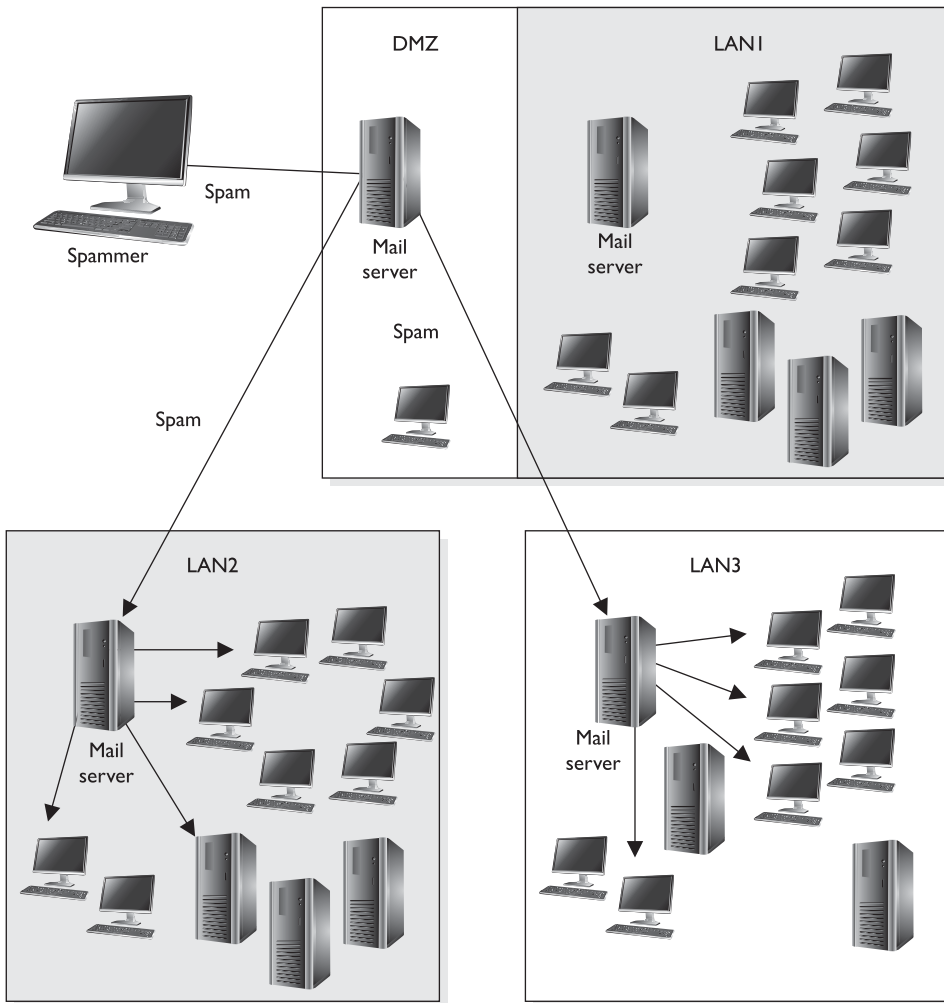 DMZ
LAN1
Spam
Spammer
Mail
server
Mail
server
Spam
Spam
LAN2
LAN3
Mail
server
Mail
server